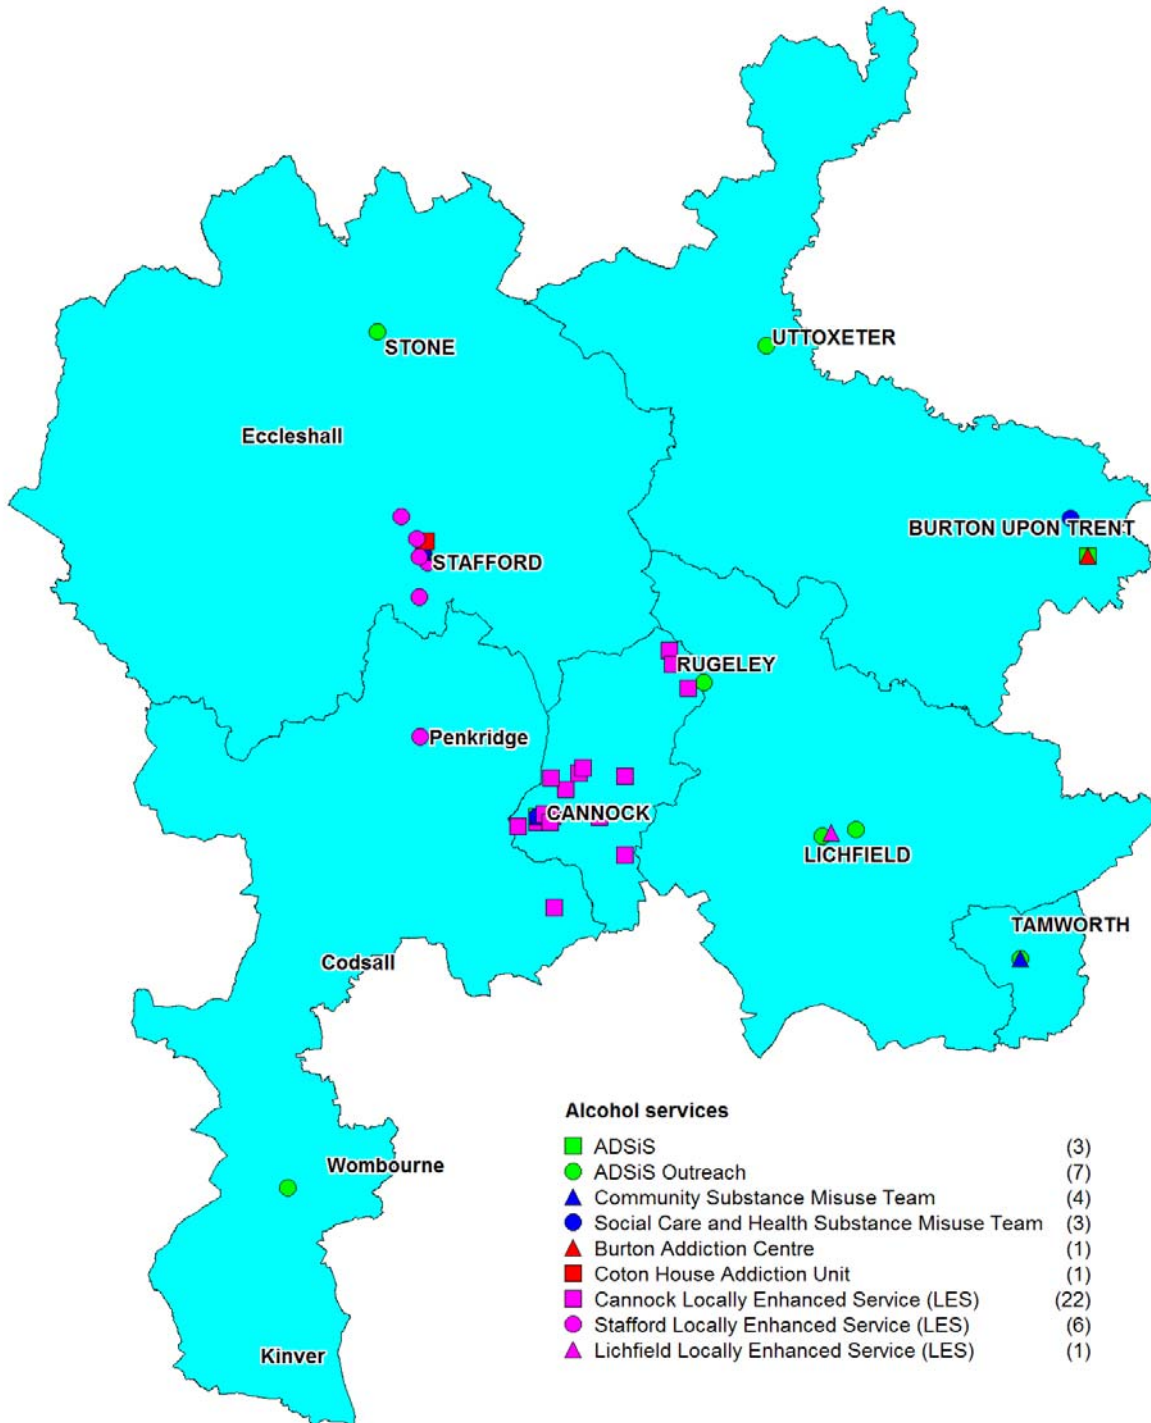 STONE
UTTOXETER
Eccleshall
BURTON UPON TRENT
STAFFORD
RUGELEY
Penkridge
CANNOCK
LICHFIELD
TAMWORTH
Codsall
Wombourne
Kinver
Alcohol services
ADSiS (3)
ADSiS Outreach (7)
Community Substance Misuse Team (4)
Social Care and Health Substance Misuse Team (3)
Burton Addiction Centre (1)
Coton House Addiction Unit (1)
Cannock Locally Enhanced Service (LES) (22)
Stafford Locally Enhanced Service (LES) (6)
Lichfield Locally Enhanced Service (LES) (1)